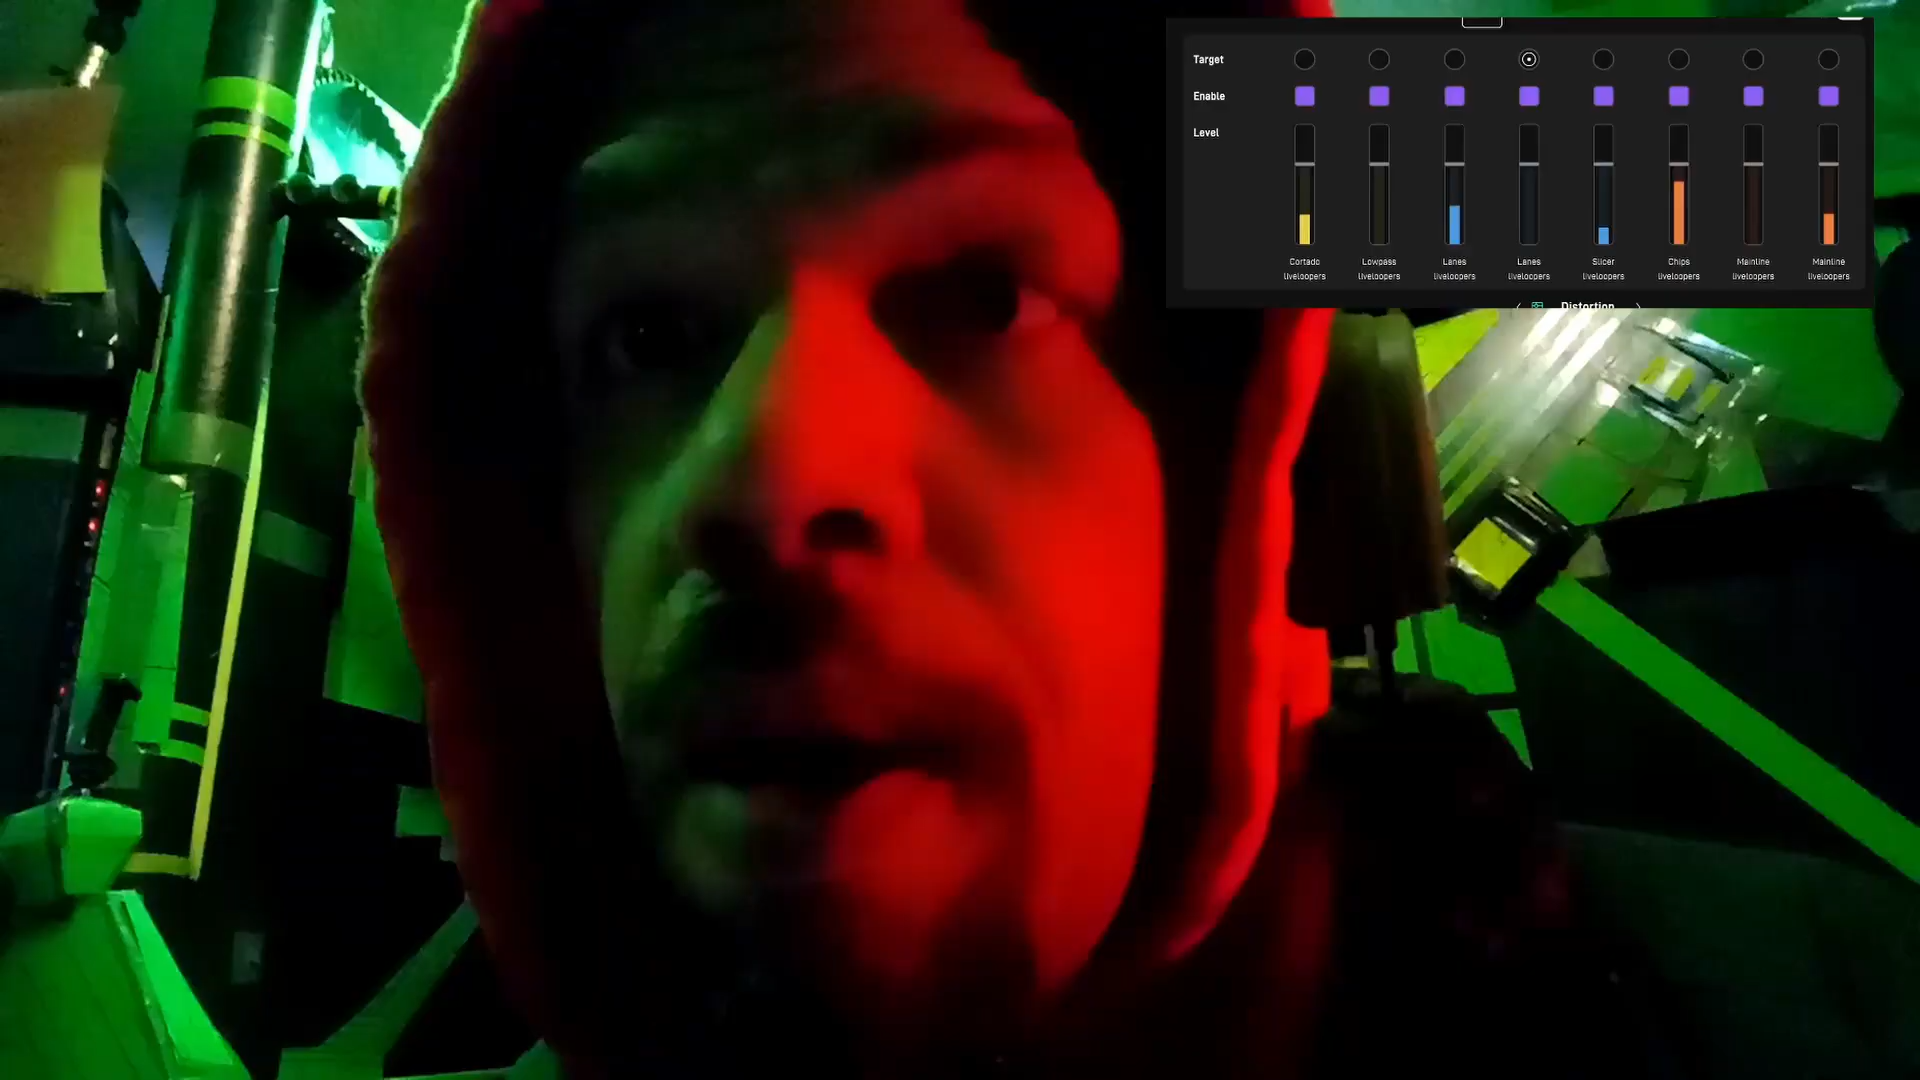 Target
Enable
Level
Cortado Lowpass Lanes Lanes Slicer Chips Mainline Mainline
liveloopers liveloopers liveloopers liveloopers liveloopers liveloopers liveloopers liveloopers
Distortion